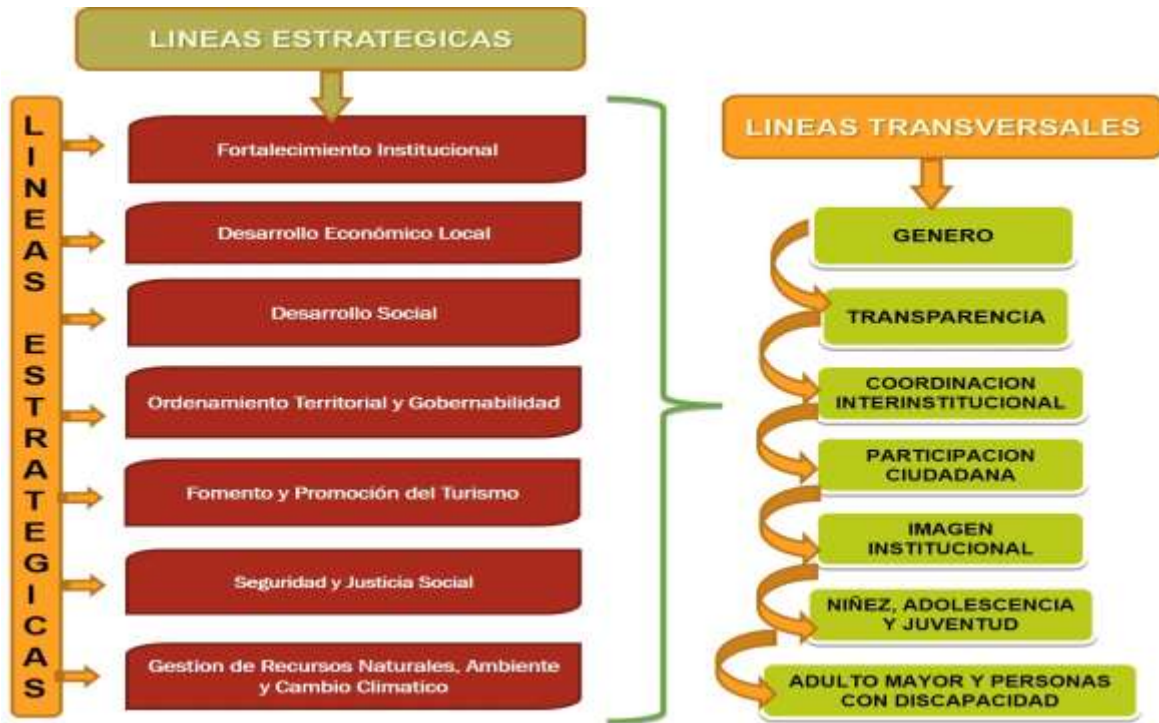 LINEAS ESTRATEGICAS
LINEAS ESTRATEGICAS
Fortalecimiento Institucional
Desarrollo Económico Local
Desarrollo Social
Ordenamiento Territorial y Gobernabilidad
Fomento y Promoción del Turismo
Seguridad y Justicia Social
Gestion de Recursos Naturales, Ambiente
y Cambio Climatico
LINEAS TRANSVERSALES
GENERO
TRANSPARENCIA
COORDINACION
INTERINSTITUCIONAL
PARTICIPACION
CIUDADANA
IMAGEN
INSTITUCIONAL
NIÑEZ, ADOLESCENCIA
Y JUVENTUD
ADULTO MAYOR Y PERSONAS
CON DISCAPACIDAD